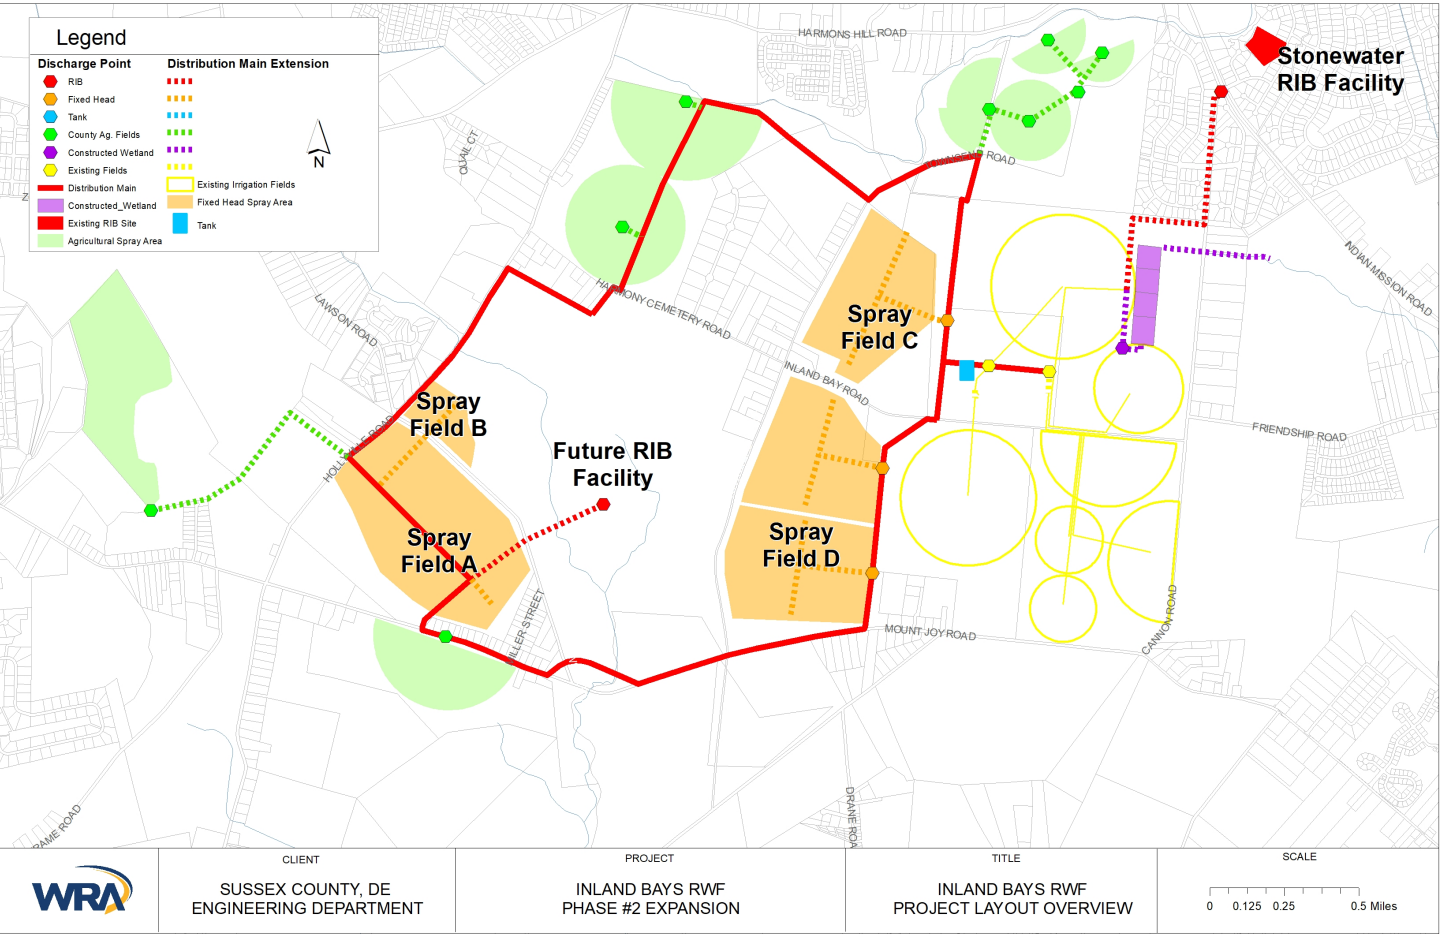 Legend
Discharge Point
Distribution Main Extension
RIB
Fixed Head
Tank
County Ag. Fields
Constructed Wetland
Existing Fields
Distribution Main
Existing Irrigation Fields
Constructed_Wetland
Fixed Head Spray Area
Existing RIB Site
Tank
Agricultural Spray Area
N
HARMONS HILL ROAD
Stonewater
RIB Facility
QUAIL CT
INDIAN MISSION ROAD
HARMONY CEMETERY ROAD
LAWSON ROAD
Spray
Field C
INLAND BAY ROAD
Spray
Field B
FRIENDSHIP ROAD
Future RIB
Facility
Spray
Field A
Spray
Field D
MOUNT JOY ROAD
CANNON ROAD
WRA
CLIENT
SUSSEX COUNTY, DE
ENGINEERING DEPARTMENT
PROJECT
INLAND BAYS RWF
PHASE #2 EXPANSION
TITLE
INLAND BAYS RWF
PROJECT LAYOUT OVERVIEW
SCALE
0 0.125 0.25 0.5 Miles